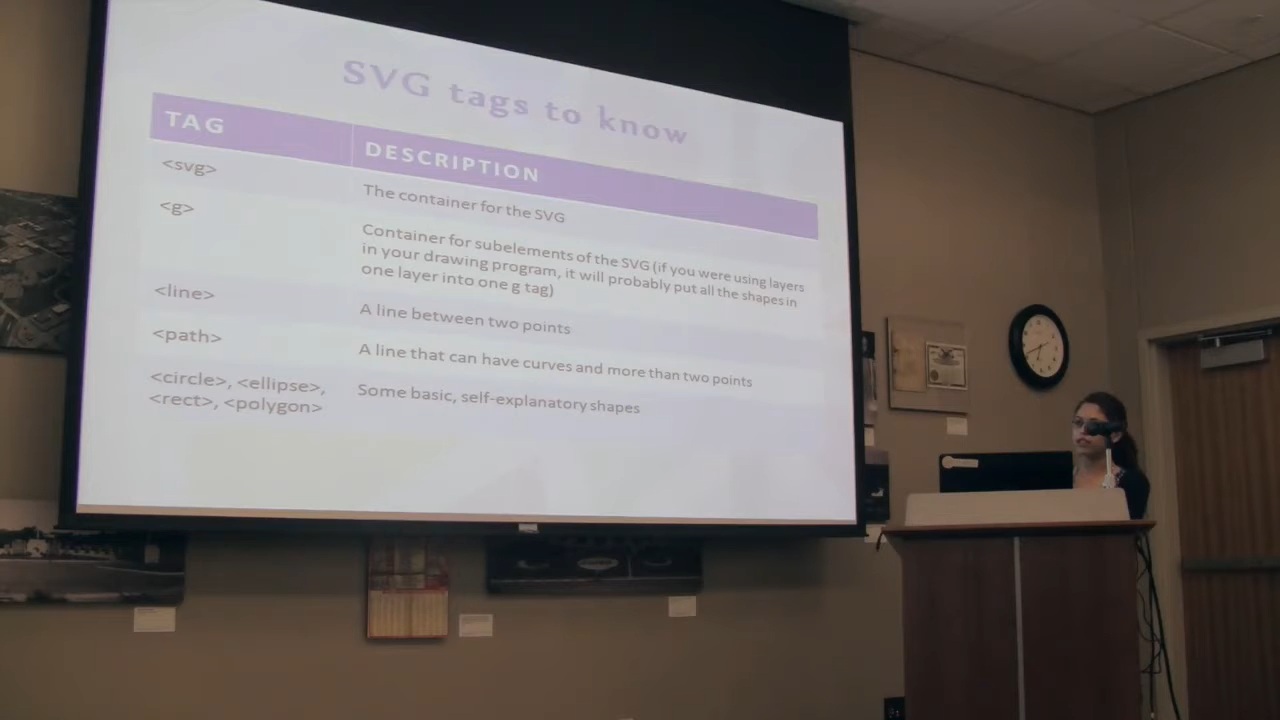 SVG tags to know
TAG
DESCRIPTION
<svg>
The container for the SVG
<g>
Container for subelements of the SVG (if you were using layers
in your drawing program, it will probably put all the shapes in
one layer into one g tag)
<line>
A line between two points
<path>
A line that can have curves and more than two points
<circle>, <ellipse>,
<rect>, <polygon>
Some basic, self-explanatory shapes